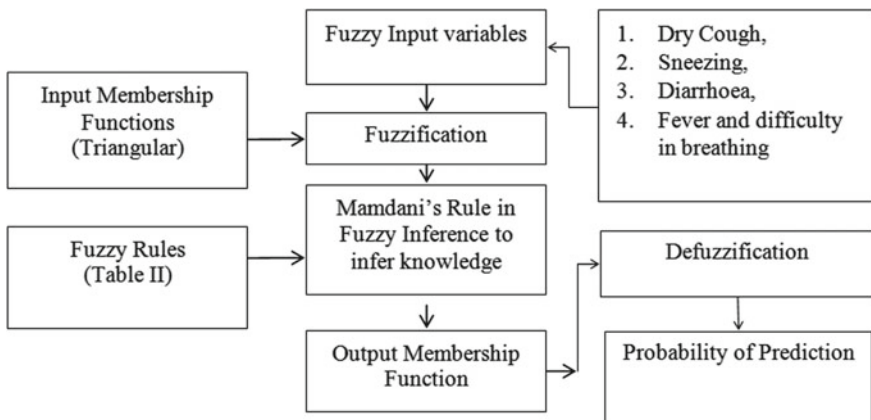 Fuzzy Input variables
1. Dry Cough,
2. Sneezing,
3. Diarrhoea,
4. Fever and difficulty
in breathing
Input Membership
Functions
(Triangular)
Fuzzification
Mamdani's Rule in
Fuzzy Inference to
infer knowledge
Fuzzy Rules
(Table II)
Defuzzification
Output Membership
Function
Probability of Prediction